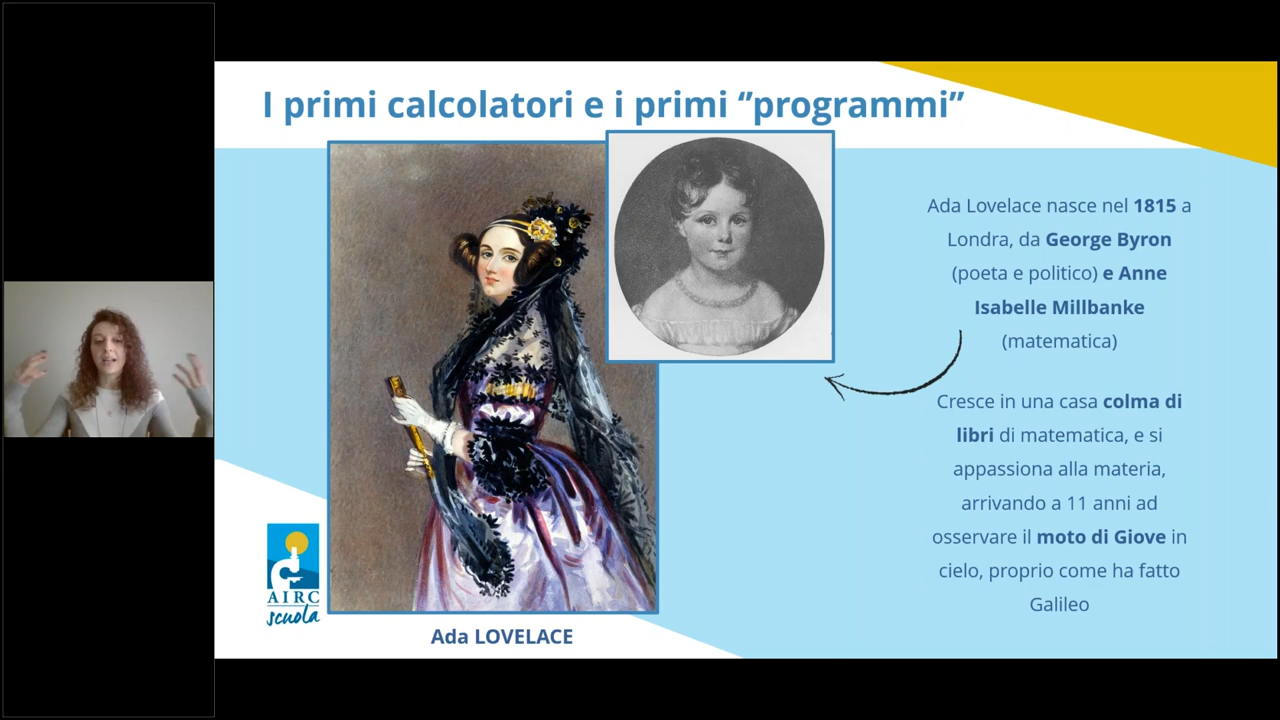 I primi calcolatori e i primi “programmi”
Ada Lovelace nasce nel 1815 a
Londra, da George Byron
(poeta e politico) e Anne
Isabelle Millbanke
(matematica)
Cresce in una casa colma di
libri di matematica, e si
appassiona alla materia,
arrivando a 11 anni ad
osservare il moto di Giove in
cielo, proprio come ha fatto
Galileo
AIRC
scuola
Ada LOVELACE